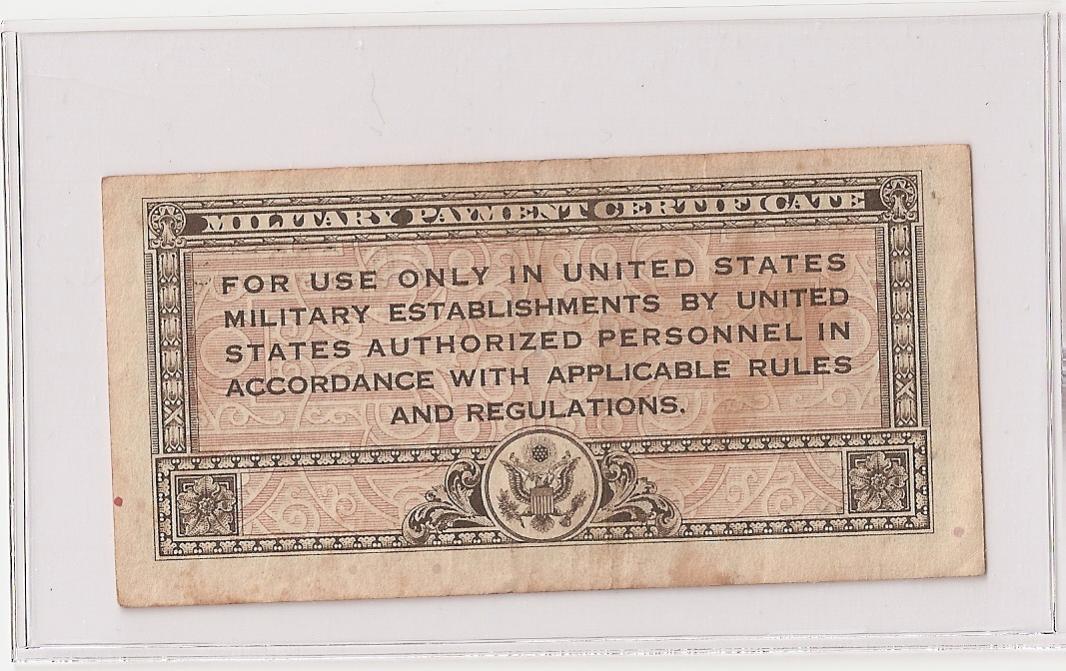 MILITARY PAYMENT CERTIFICATE
FOR USE ONLY IN UNITED STATES
MILITARY ESTABLISHMENTS BY UNITED
STATES AUTHORIZED PERSONNEL IN
ACCORDANCE WITH APPLICABLE RULES
AND REGULATIONS.